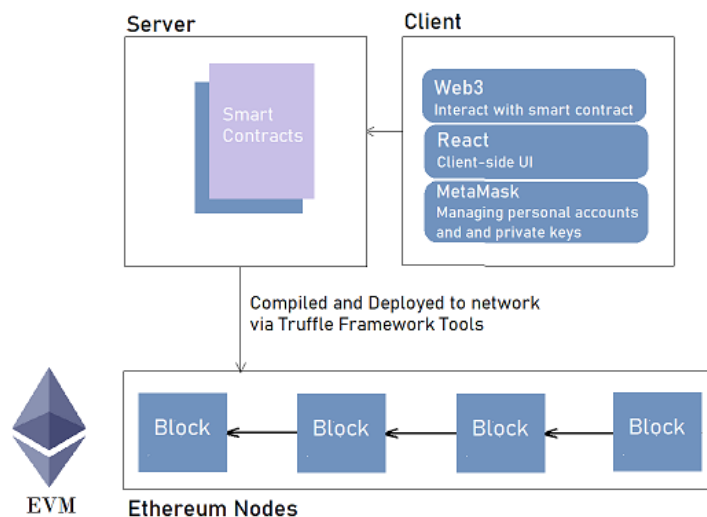 Server
Client
Smart
Contracts
Web3
Interact with smart contract
React
Client-side UI
MetaMask
Managing personal accounts
and and private keys
Compiled and Deployed to network
via Truffle Framework Tools
Block
Block
Block
Block
EVM
Ethereum Nodes